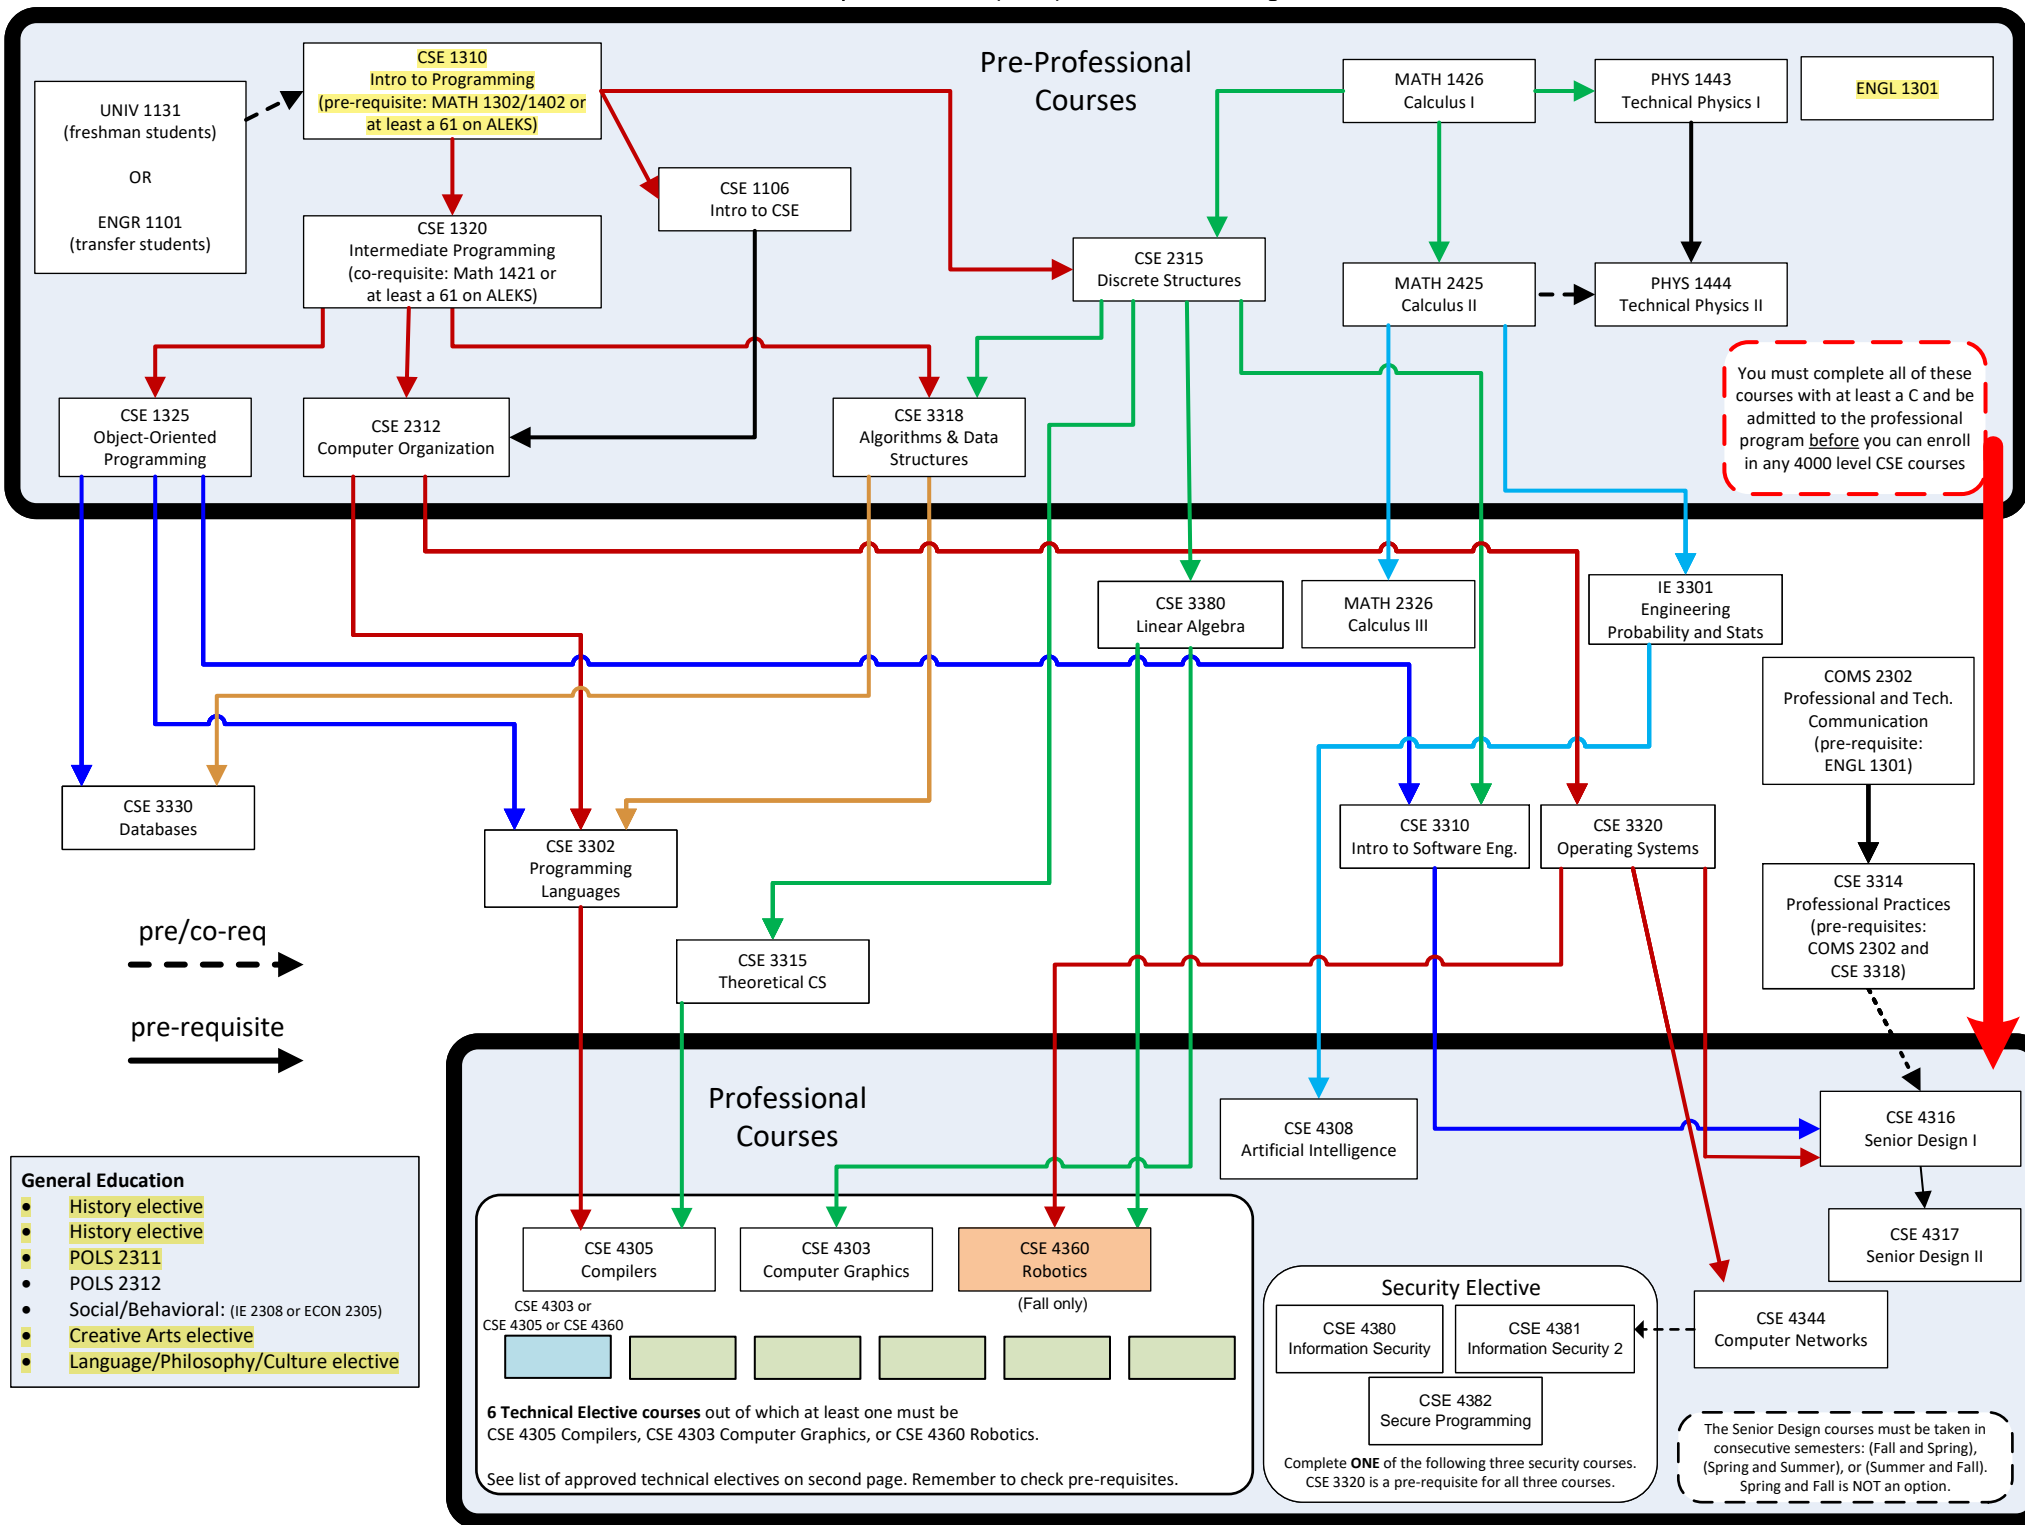 Pre-Professional
Courses
UNIV 1131
(freshman students)
OR
ENGR 1101
(transfer students)
CSE 1310
Intro to Programming
(pre-requisite: MATH 1302/1402 or
at least a 61 on ALEKS)
CSE 1106
Intro to CSE
CSE 1320
Intermediate Programming
(co-requisite: Math 1421 or
at least a 61 on ALEKS)
MATH 1426
Calculus I
PHYS 1443
Technical Physics I
ENGL 1301
CSE 2315
Discrete Structures
MATH 2425
Calculus II
PHYS 1444
Technical Physics II
You must complete all of these
courses with at least a C and be
admitted to the professional
program before you can enroll
in any 4000 level CSE courses
CSE 1325
Object-Oriented
Programming
CSE 2312
Computer Organization
CSE 3318
Algorithms & Data
Structures
CSE 3380
Linear Algebra
MATH 2326
Calculus III
IE 3301
Engineering
Probability and Stats
COMS 2302
Professional and Tech.
Communication
(pre-requisite:
ENGL 1301)
CSE 3330
Databases
CSE 3302
Programming
Languages
CSE 3310
Intro to Software Eng.
CSE 3320
Operating Systems
CSE 3314
Professional Practices
(pre-requisites:
COMS 2302 and
CSE 3318)
CSE 3315
Theoretical CS
pre/co-req
pre-requisite
Professional
Courses
CSE 4308
Artificial Intelligence
CSE 4316
Senior Design I
CSE 4317
Senior Design II
General Education
• History elective
• History elective
• POLS 2311
• POLS 2312
• Social/Behavioral: (IE 2308 or ECON 2305)
• Creative Arts elective
• Language/Philosophy/Culture elective
CSE 4305
Compilers
CSE 4303
Computer Graphics
CSE 4360
Robotics
(Fall only)
CSE 4303 or
CSE 4305 or CSE 4360
6 Technical Elective courses out of which at least one must be
CSE 4305 Compilers, CSE 4303 Computer Graphics, or CSE 4360 Robotics.
See list of approved technical electives on second page. Remember to check pre-requisites.
Security Elective
CSE 4380
Information Security
CSE 4381
Information Security 2
CSE 4382
Secure Programming
Complete ONE of the following three security courses.
CSE 3320 is a pre-requisite for all three courses.
CSE 4344
Computer Networks
The Senior Design courses must be taken in
consecutive semesters: (Fall and Spring),
(Spring and Summer), or (Summer and Fall).
Spring and Fall is NOT an option.